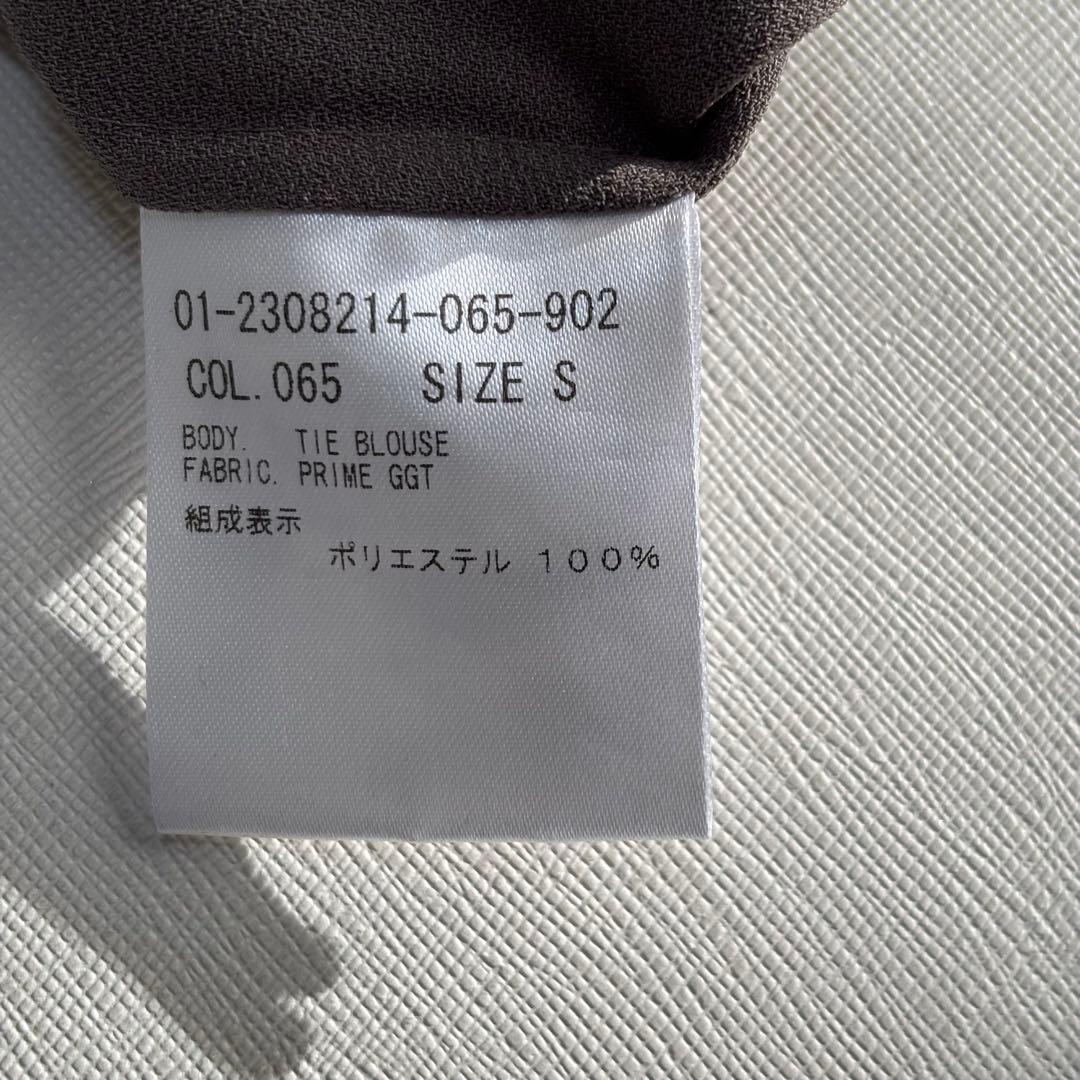 01-2308214-065-902
COL.065 SIZE S
BODY. TIE BLOUSE
FABRIC. PRIME GGT
組成表示
ポリエステル １００％